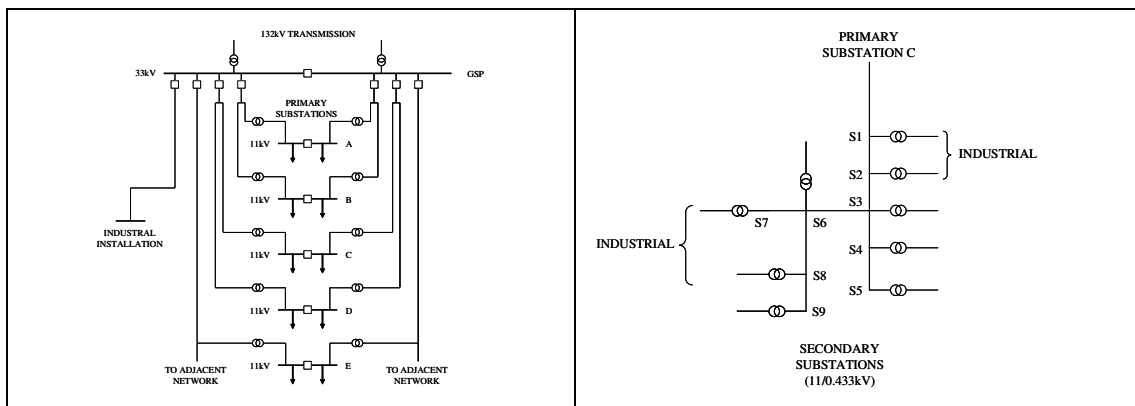 132kV TRANSMISSION
33kV
GSP
PRIMARY
SUBSTATIONS
11kV
A
11kV
B
11kV
C
11kV
D
11kV
E
INDUSTRAL
INSTALLATION
TO ADJACENT
NETWORK
TO ADJACENT
NETWORK
PRIMARY
SUBSTATION C
S1
S2
INDUSTRIAL
S3
S7
S6
INDUSTRIAL
S4
S8
S5
S9
SECONDARY
SUBSTATIONS
(11/0.433kV)